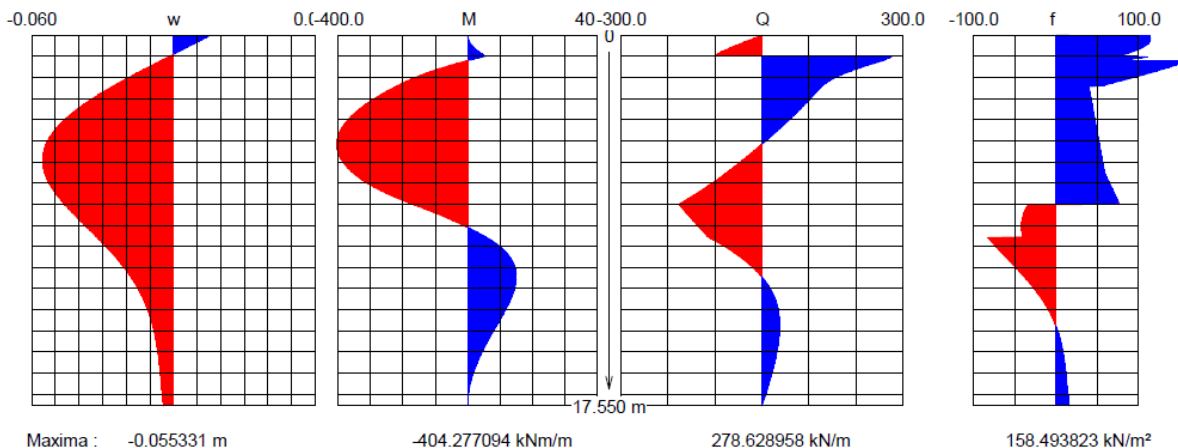 -0.060 w 0.0 -400.0 M 40 -300.0 Q 300.0 -100.0 f 100.0
0
17.550 m
Maxima : -0.055331 m -404.277094 kNm/m 278.628958 kN/m 158.493823 kN/m²